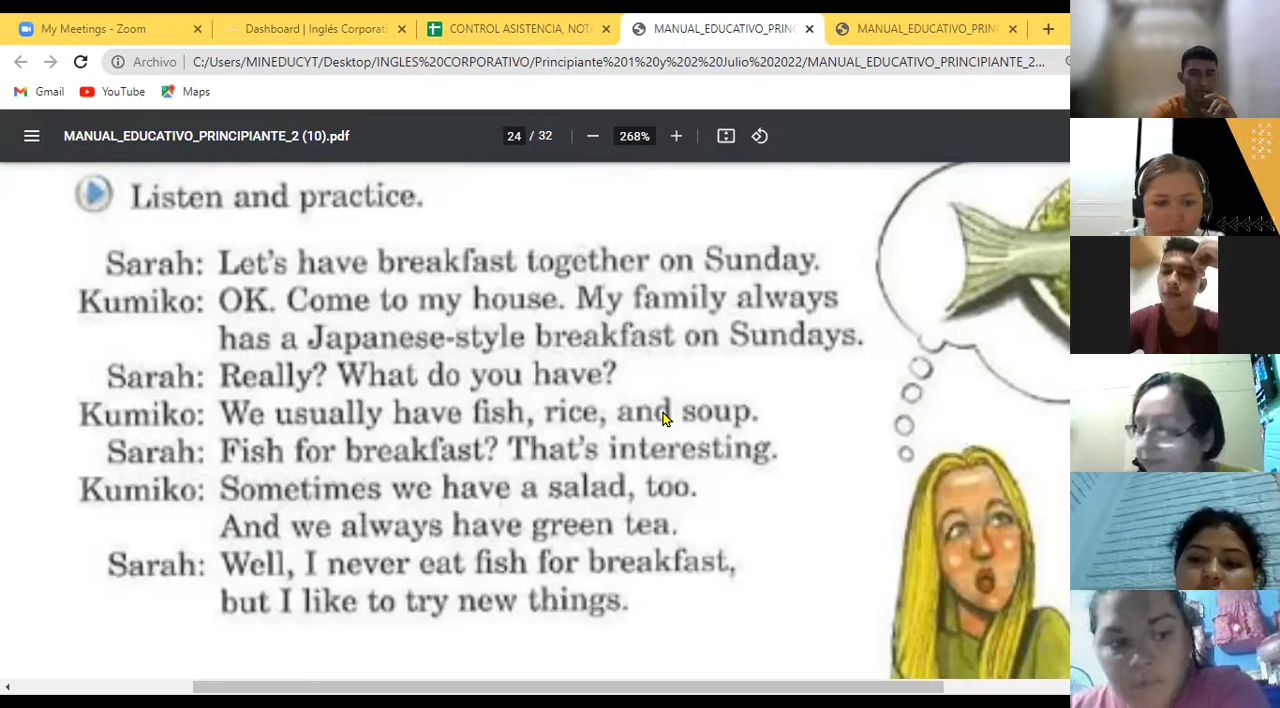 My Meetings - Zoom
Dashboard | Inglés Corporati
CONTROL ASISTENCIA, NOTA
MANUAL_EDUCATIVO_PRINC
MANUAL_EDUCATIVO_PRINC
Archivo C:/Users/MINEDUCYT/Desktop/INGLES%20CORPORATIVO/Principiante%201%20y%202%20Julio%202022/MANUAL_EDUCATIVO_PRINCIPIANTE_2...
Gmail YouTube Maps
MANUAL_EDUCATIVO_PRINCIPIANTE_2 (10).pdf 24 / 32 268%
Listen and practice.
Sarah: Let's have breakfast together on Sunday.
Kumiko: OK. Come to my house. My family always
has a Japanese-style breakfast on Sundays.
Sarah: Really? What do you have?
Kumiko: We usually have fish, rice, and soup.
Sarah: Fish for breakfast? That's interesting.
Kumiko: Sometimes we have a salad, too.
And we always have green tea.
Sarah: Well, I never eat fish for breakfast,
but I like to try new things.